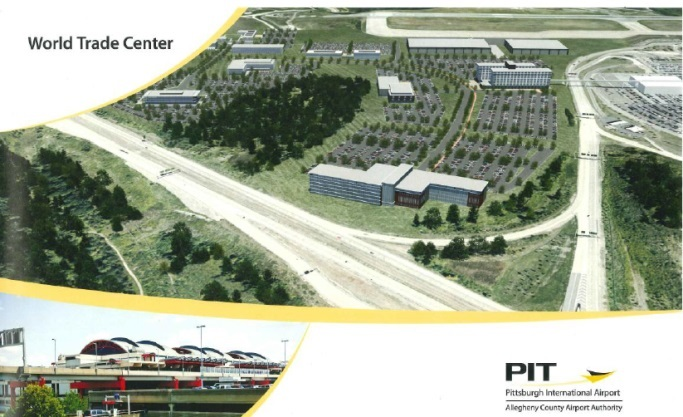 World Trade Center
PIT
Pittsburgh International Airport
Allegheny County Airport Authority